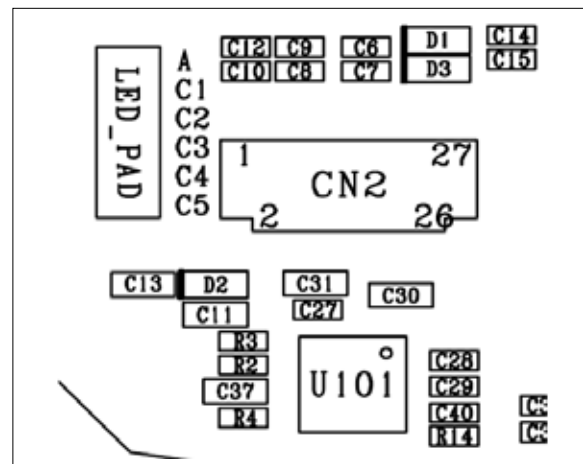 C12 C9 C6 D1 C14
C10 C8 C7 D3 C15
LED_PAD
A
C1
C2
C3
C4
C5
1 27
CN2
2 26
C13 D2 C31 C30
C11 C27
R3
R2
C37
R4
U101
C28
C29
C40
R14